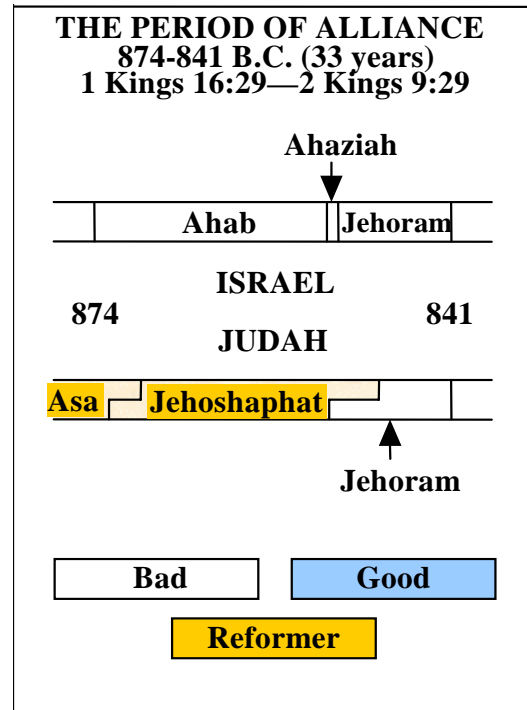 THE PERIOD OF ALLIANCE
874-841 B.C. (33 years)
1 Kings 16:29—2 Kings 9:29
Ahaziah
Ahab
Jehoram
ISRAEL
874
841
JUDAH
Asa
Jehoshaphat
Jehoram
Bad
Good
Reformer